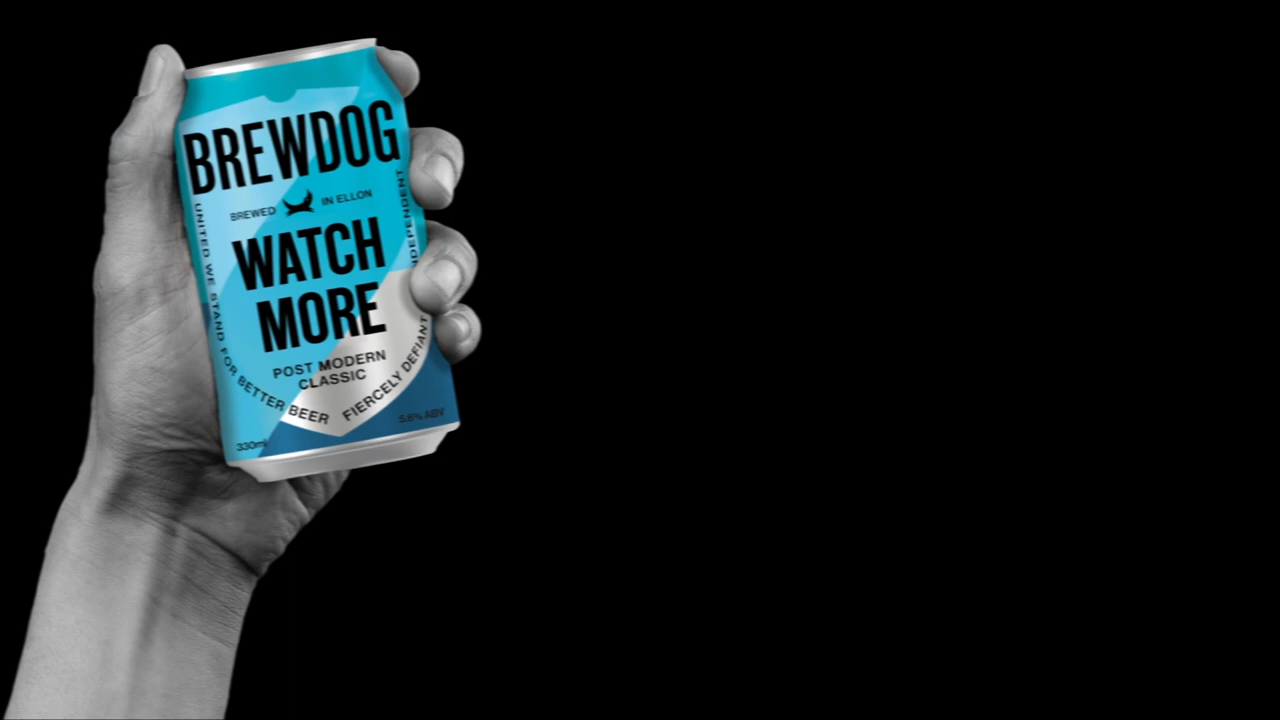 BREWDOG
BREWED IN ELLON
WATCH
MORE
POST MODERN
CLASSIC
UNITED WE STAND FOR BETTER BEER
FIERCELY DEFIANT INDEPENDENT
330ml
5.6% ABV